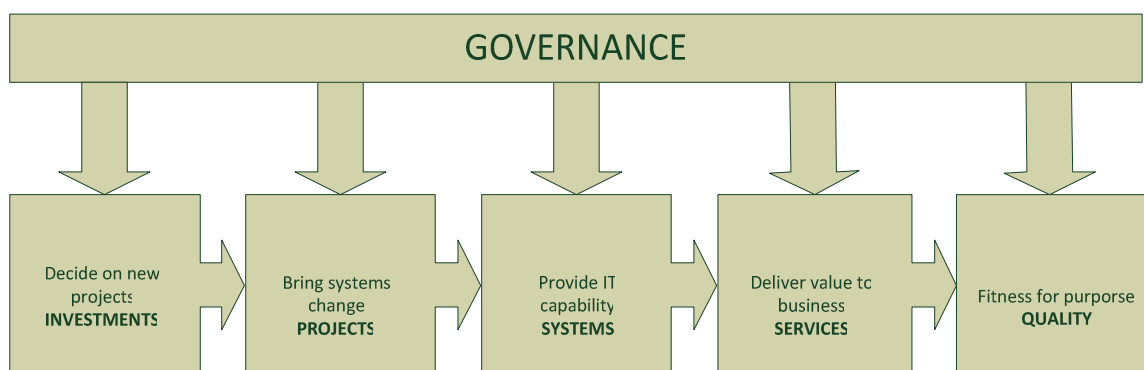 GOVERNANCE
Decide on new
projects
INVESTMENTS
Bring systems
change
PROJECTS
Provide IT
capability
SYSTEMS
Deliver value to
business
SERVICES
Fitness for purporse
QUALITY